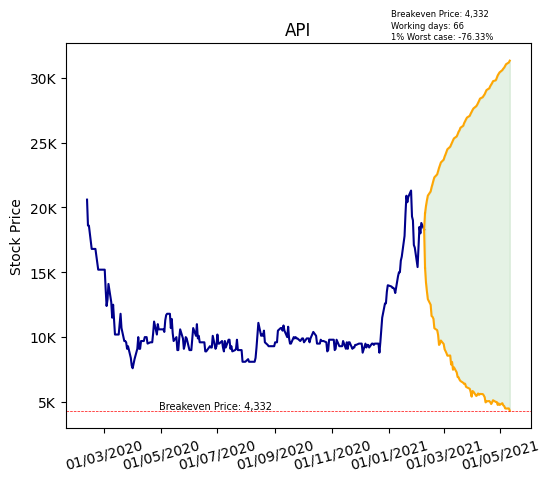 Breakeven Price: 4,332
Working days: 66
1% Worst case: -76.33%
API
Stock Price
30K
25K
20K
15K
10K
5K
Breakeven Price: 4,332
01/03/2020
01/05/2020
01/07/2020
01/09/2020
01/11/2020
01/01/2021
01/03/2021
01/05/2021